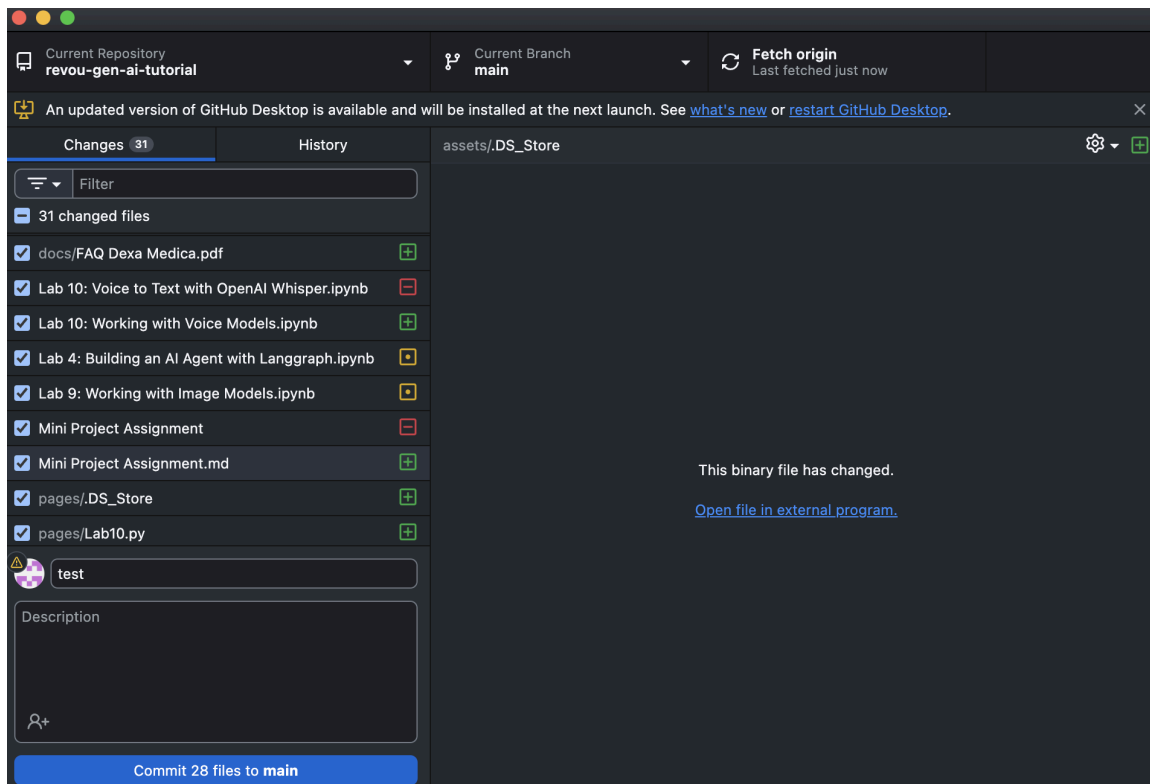 Current Repository
revou-gen-ai-tutorial
Current Branch
main
Fetch origin
Last fetched just now
An updated version of GitHub Desktop is available and will be installed at the next launch. See what's new or restart GitHub Desktop.
Changes 31
History
assets/.DS_Store
Filter
31 changed files
docs/FAQ Dexa Medica.pdf
Lab 10: Voice to Text with OpenAI Whisper.ipynb
Lab 10: Working with Voice Models.ipynb
Lab 4: Building an AI Agent with Langgraph.ipynb
Lab 9: Working with Image Models.ipynb
Mini Project Assignment
Mini Project Assignment.md
pages/.DS_Store
pages/Lab10.py
This binary file has changed.
Open file in external program.
test
Description
Commit 28 files to main